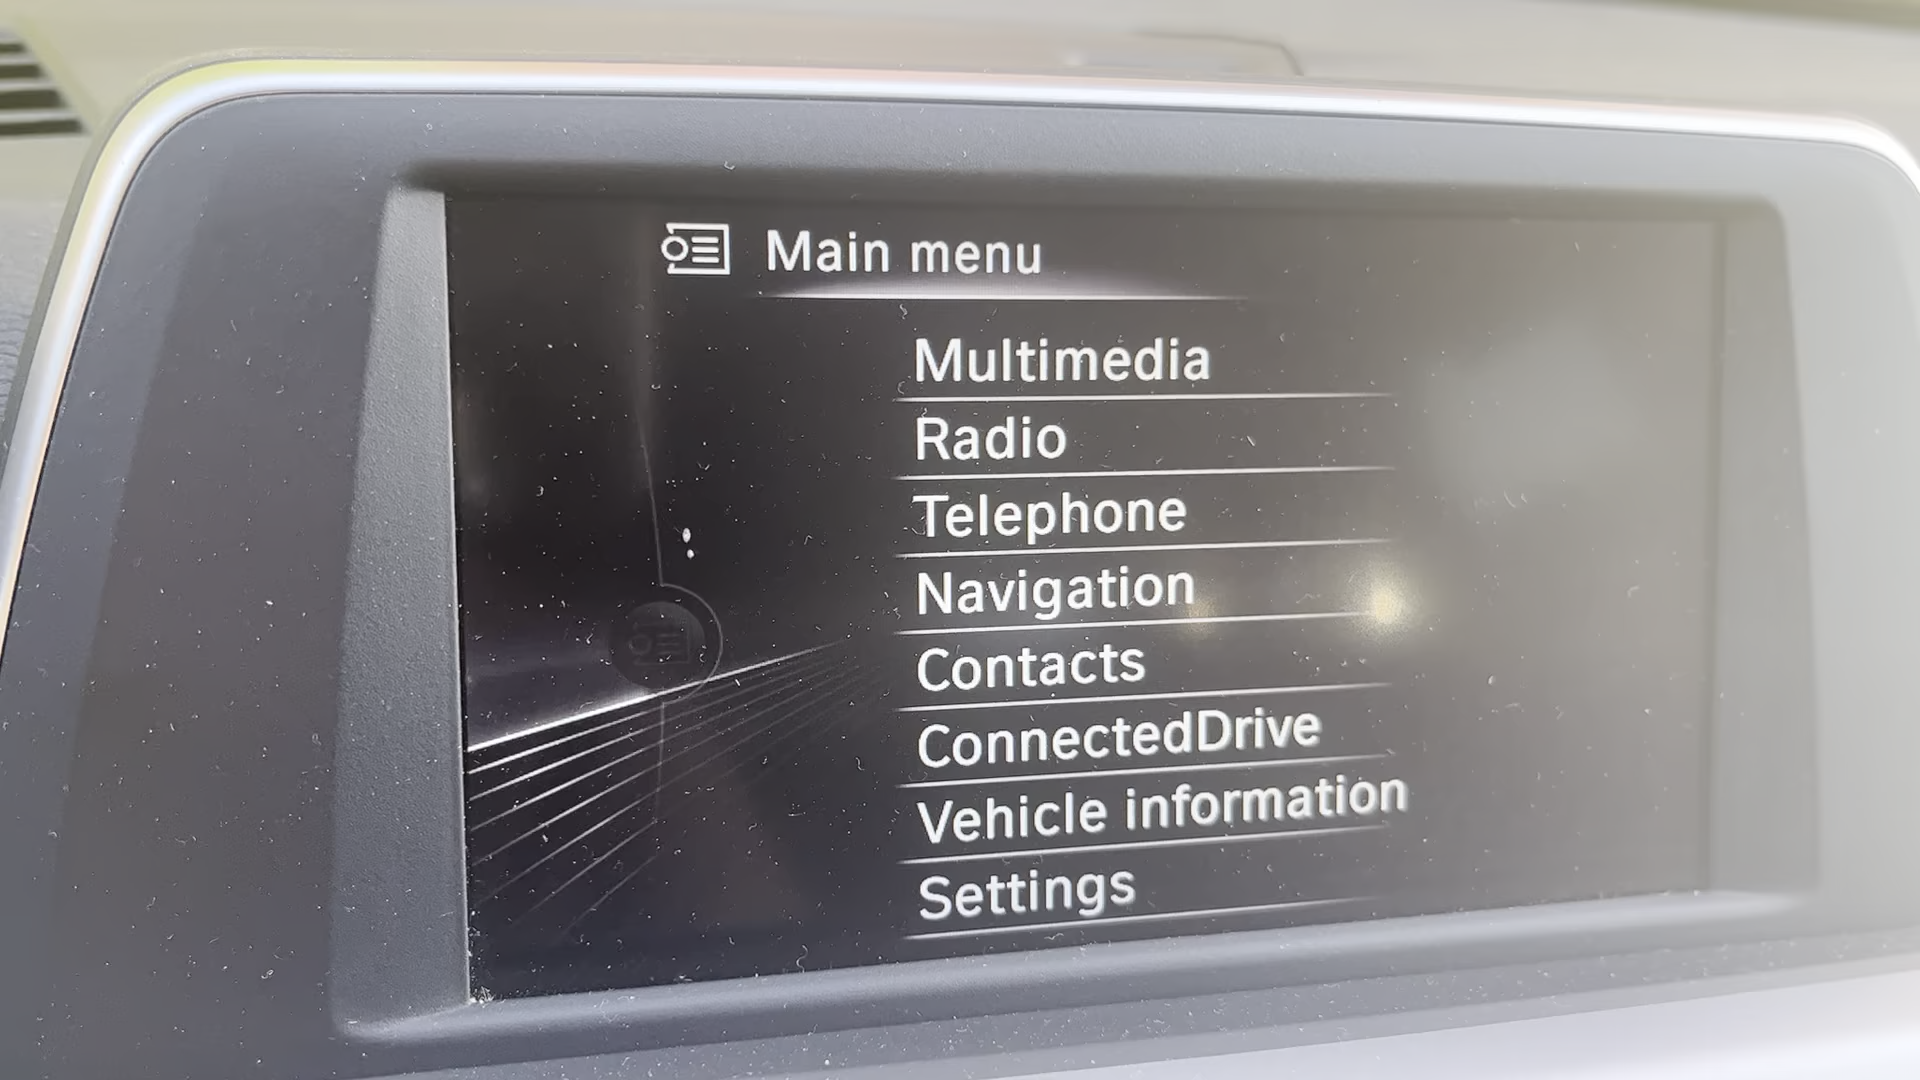 Main menu
Multimedia
Radio
Telephone
Navigation
Contacts
ConnectedDrive
Vehicle information
Settings